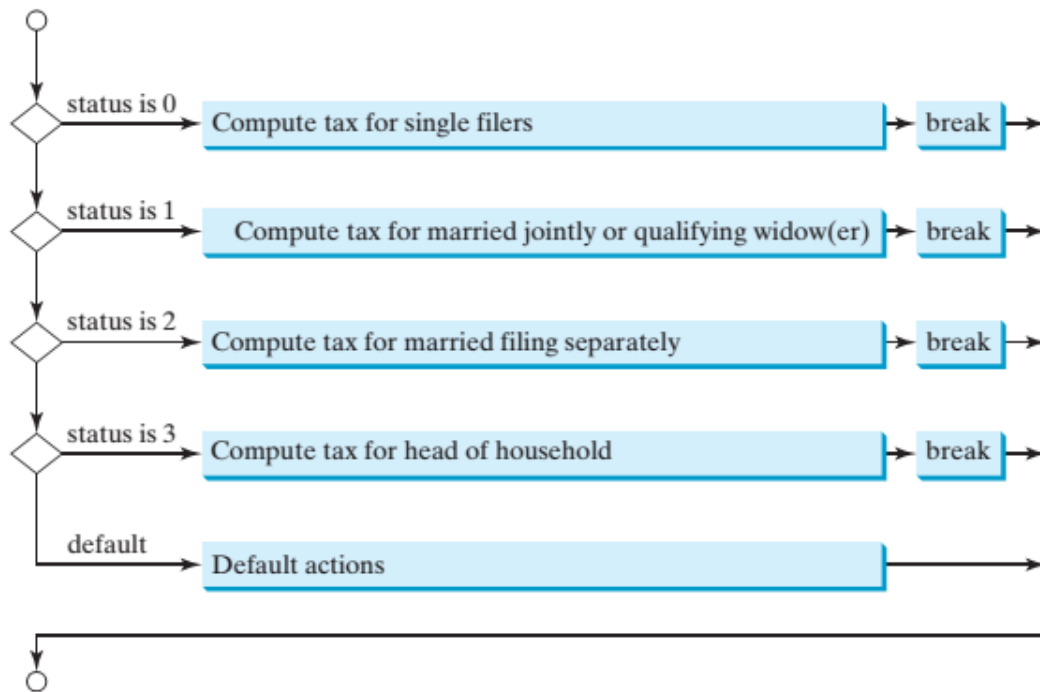 status is 0
Compute tax for single filers
break
status is 1
Compute tax for married jointly or qualifying widow(er)
break
status is 2
Compute tax for married filing separately
break
status is 3
Compute tax for head of household
break
default
Default actions